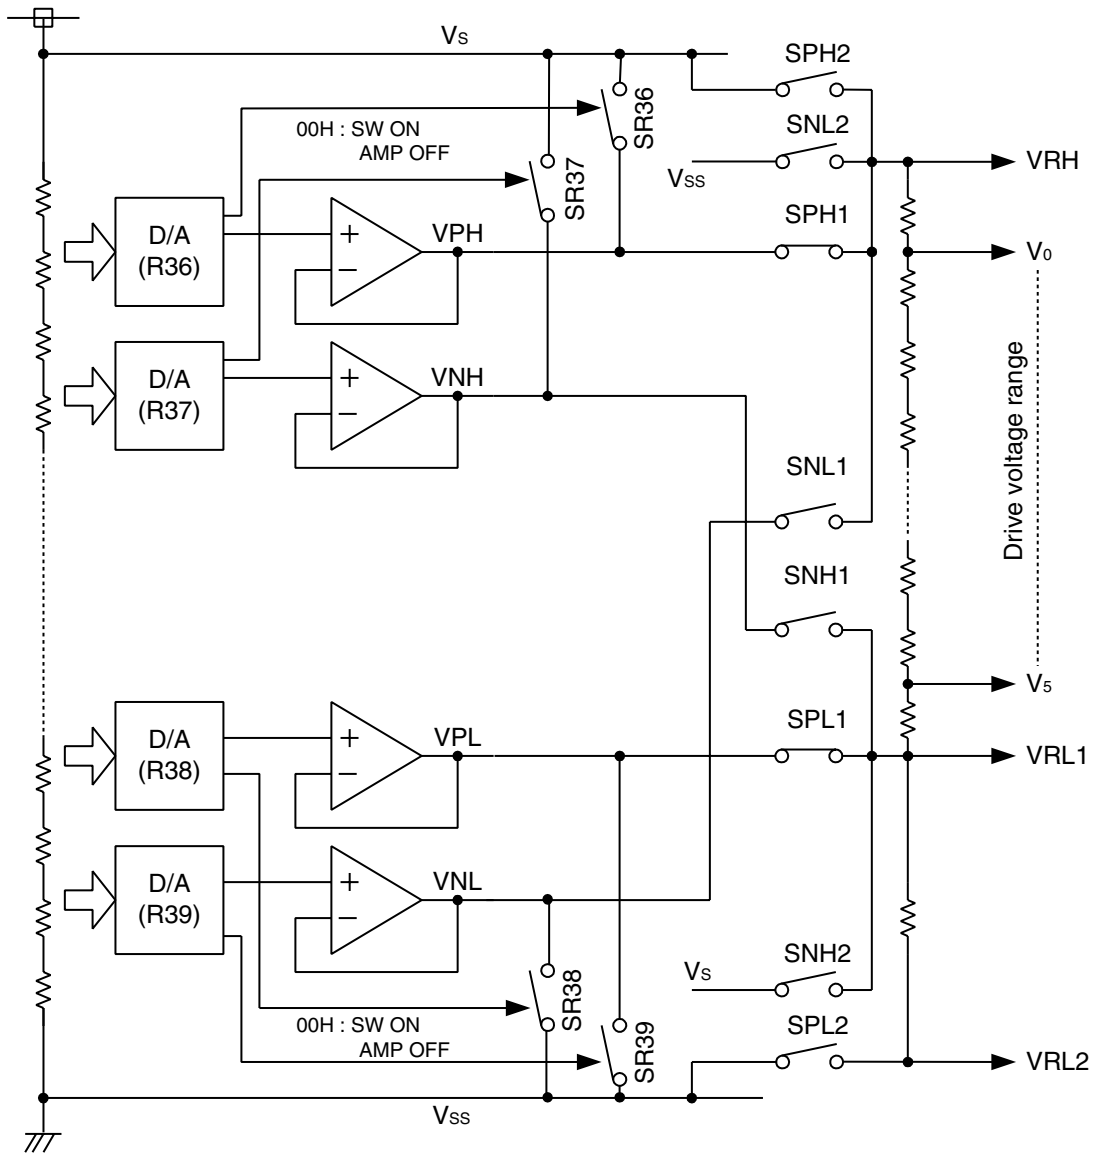 VS
SPH2
SR36
00H : SW ON
AMP OFF
SNL2
VSS
VRH
SR37
D/A
(R36)
+
−
VPH
SPH1
V0
D/A
(R37)
+
−
VNH
Drive voltage range
SNL1
SNH1
V5
D/A
(R38)
+
−
VPL
SPL1
VRL1
D/A
(R39)
+
−
VNL
VS
SNH2
SR38
00H : SW ON
AMP OFF
SR39
SPL2
VRL2
VSS